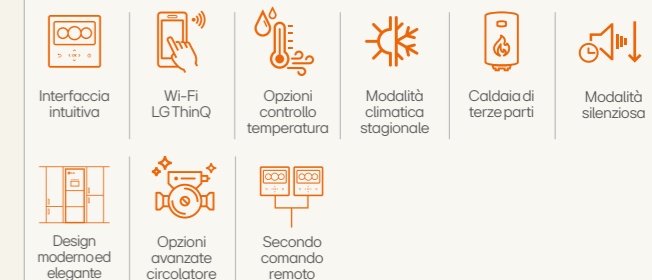 Interfaccia
intuitiva
Wi-Fi
LG ThinQ
Opzioni
controllo
temperatura
Modalità
climatica
stagionale
Caldaia di
terze parti
Modalità
silenziosa
Design
moderno ed
elegante
Opzioni
avanzate
circolatore
Secondo
comando
remoto